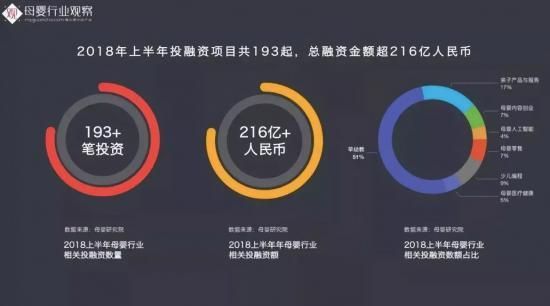 母婴行业观察
2018年上半年投融资项目共193起，总融资金额超216亿人民币
193+
笔投资
216亿+
人民币
亲子产品与服务
17%
母婴内容创业
7%
母婴人工智能
4%
母婴零售
7%
少儿编程
9%
母婴医疗健康
5%
早幼教
51%
数据来源：母婴研究院
2018上半年母婴行业
相关投融资数量
数据来源：母婴研究院
2018上半年年母婴行业
相关投融资额
数据来源：母婴研究院
2018上半年母婴行业
相关投融资数额占比